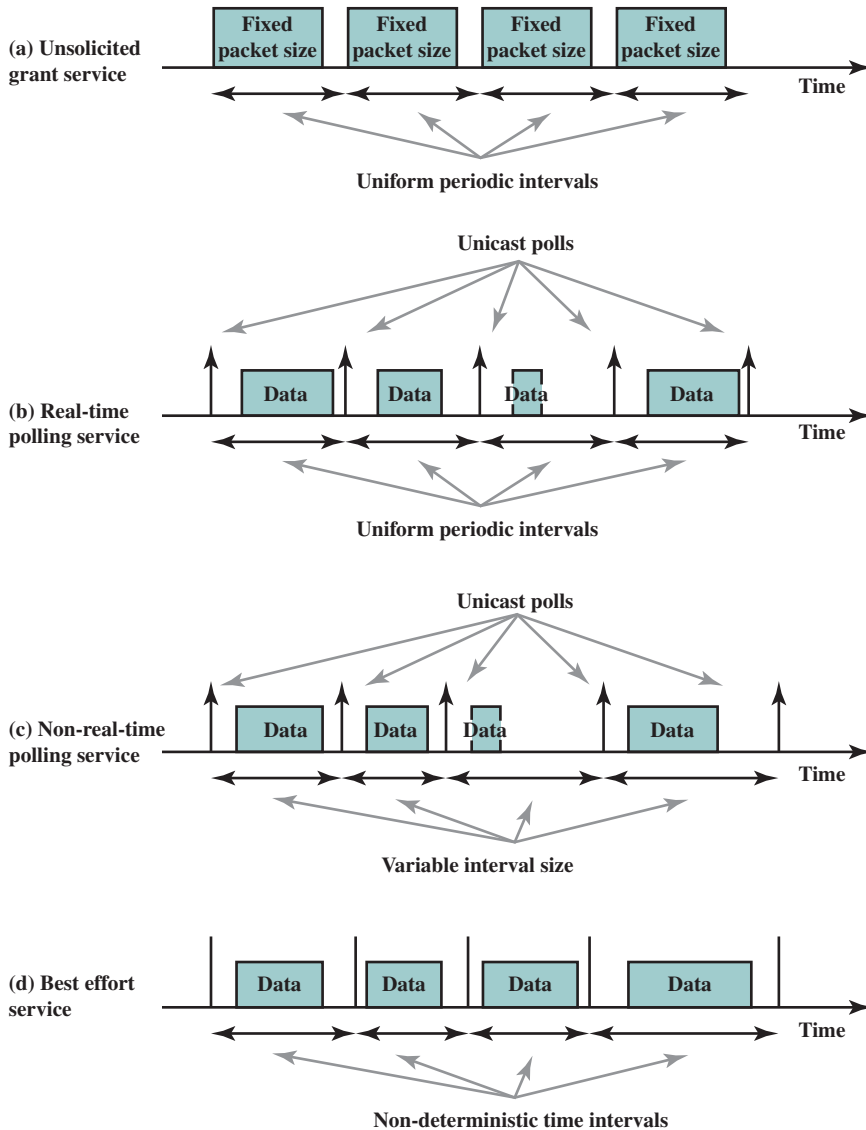 (a) Unsolicited
grant service
Fixed
packet size
Fixed
packet size
Fixed
packet size
Fixed
packet size
Time
Uniform periodic intervals
Unicast polls
(b) Real-time
polling service
Data
Data
Data
Data
Time
Uniform periodic intervals
Unicast polls
(c) Non-real-time
polling service
Data
Data
Data
Data
Time
Variable interval size
(d) Best effort
service
Data
Data
Data
Data
Time
Non-deterministic time intervals